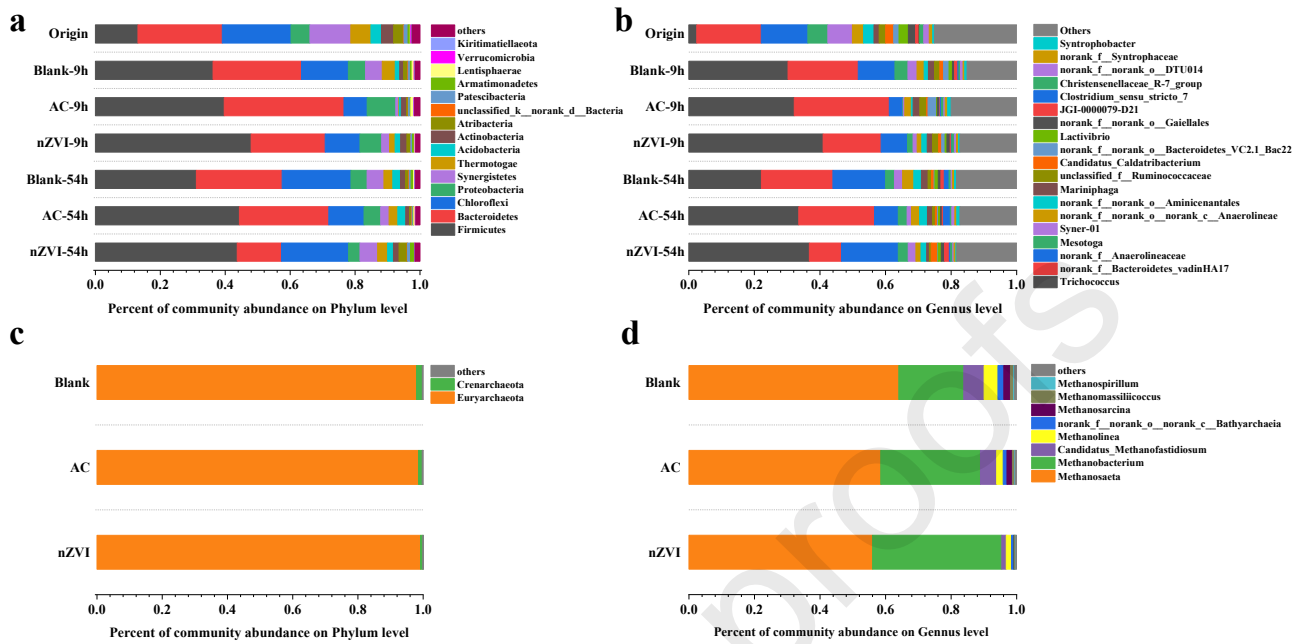 a
Origin
Blank-9h
AC-9h
nZVI-9h
Blank-54h
AC-54h
nZVI-54h
0.0 0.2 0.4 0.6 0.8 1.0
Percent of community abundance on Phylum level
others
Kiritimatiellaeota
Verrucomicrobia
Lentisphaerae
Armatimonadetes
Patescibacteria
unclassified_k__norank_d__Bacteria
Atribacteria
Actinobacteria
Acidobacteria
Thermotogae
Synergistetes
Proteobacteria
Chloroflexi
Bacteroidetes
Firmicutes
b
Origin
Blank-9h
AC-9h
nZVI-9h
Blank-54h
AC-54h
nZVI-54h
0.0 0.2 0.4 0.6 0.8 1.0
Percent of community abundance on Gennus level
Others
Syntrophobacter
norank_f__Syntrophaceae
norank_f__norank_o__DTU014
Christensenellaceae_R-7_group
Clostridium_sensu_stricto_7
JGI-0000079-D21
norank_f__norank_o__Gaiellales
Lactivibrio
norank_f__norank_o__Bacteroidetes_VC2.1_Bac22
Candidatus_Caldatribacterium
unclassified_f__Ruminococcaceae
Mariniphaga
norank_f__norank_o__Aminicenantales
norank_f__norank_o__norank_c__Anaerolineae
Syner-01
Mesotoga
norank_f__Anaerolineaceae
norank_f__Bacteroidetes_vadinHA17
Trichococcus
c
Blank
AC
nZVI
0.0 0.2 0.4 0.6 0.8 1.0
Percent of community abundance on Phylum level
others
Crenarchaeota
Euryarchaeota
d
Blank
AC
nZVI
0.0 0.2 0.4 0.6 0.8 1.0
Percent of community abundance on Gennus level
others
Methanospirillum
Methanomassiliicoccus
Methanosarcina
norank_f__norank_o__norank_c__Bathyarchaeia
Methanolinea
Candidatus_Methanofastidiosum
Methanobacterium
Methanosaeta
proofs